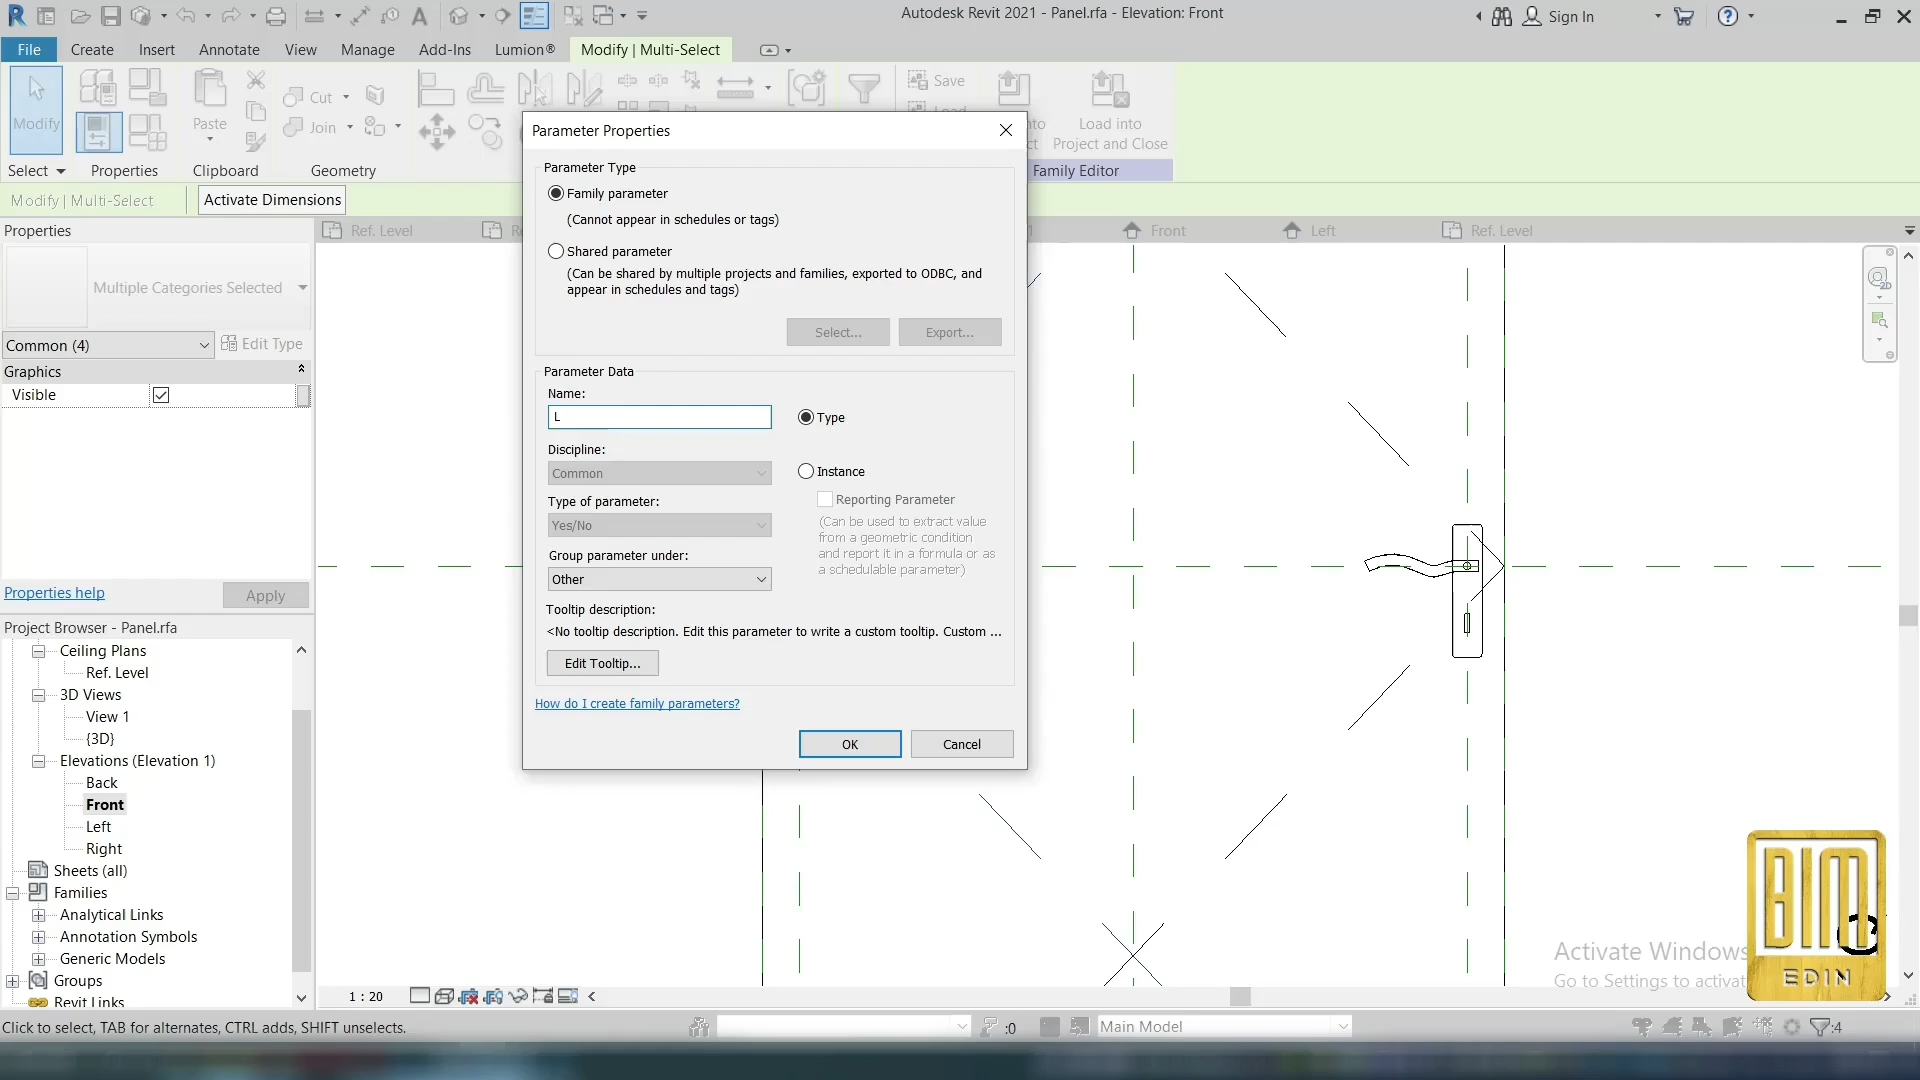 Autodesk Revit 2021 - Panel.rfa - Elevation: Front
Sign In
File
Create
Insert
Annotate
View
Manage
Add-Ins
Lumion®
Modify | Multi-Select
Modify
Paste
Cut
Join
Save
Load into
Project and Close
Select
Properties
Clipboard
Geometry
Family Editor
Modify | Multi-Select
Activate Dimensions
Properties
Ref. Level
Front
Left
Ref. Level
Multiple Categories Selected
Common (4)
Edit Type
Graphics
Visible
Properties help
Apply
Project Browser - Panel.rfa
Ceiling Plans
Ref. Level
3D Views
View 1
{3D}
Elevations (Elevation 1)
Back
Front
Left
Right
Sheets (all)
Families
Analytical Links
Annotation Symbols
Generic Models
Groups
Revit Links
Parameter Properties
Parameter Type
Family parameter
(Cannot appear in schedules or tags)
Shared parameter
(Can be shared by multiple projects and families, exported to ODBC, and
appear in schedules and tags)
Select...
Export...
Parameter Data
Name:
L
Type
Discipline:
Common
Instance
Type of parameter:
Reporting Parameter
Yes/No
(Can be used to extract value
from a geometric condition
and report it in a formula or as
a schedulable parameter)
Group parameter under:
Other
Tooltip description:
<No tooltip description. Edit this parameter to write a custom tooltip. Custom ...
Edit Tooltip...
How do I create family parameters?
OK
Cancel
2D
Activate Windows
Go to Settings to activat
BIM
EDIN
1 : 20
Click to select, TAB for alternates, CTRL adds, SHIFT unselects.
:0
Main Model
:4